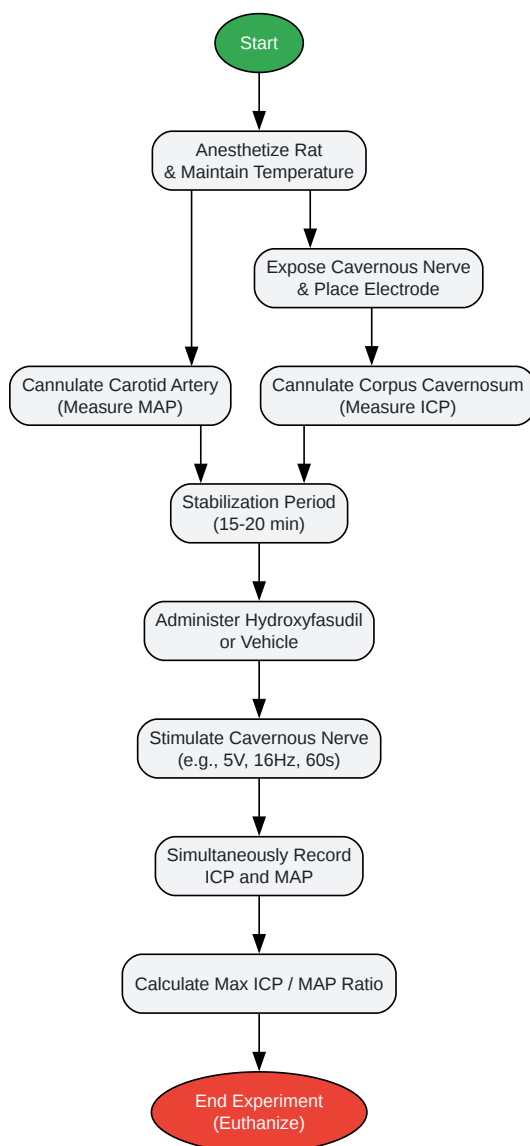 Start
Anesthetize Rat
& Maintain Temperature
Expose Cavernous Nerve
& Place Electrode
Cannulate Carotid Artery
(Measure MAP)
Cannulate Corpus Cavernosum
(Measure ICP)
Stabilization Period
(15-20 min)
Administer Hydroxyfasudil
or Vehicle
Stimulate Cavernous Nerve
(e.g., 5V, 16Hz, 60s)
Simultaneously Record
ICP and MAP
Calculate Max ICP / MAP Ratio
End Experiment
(Euthanize)